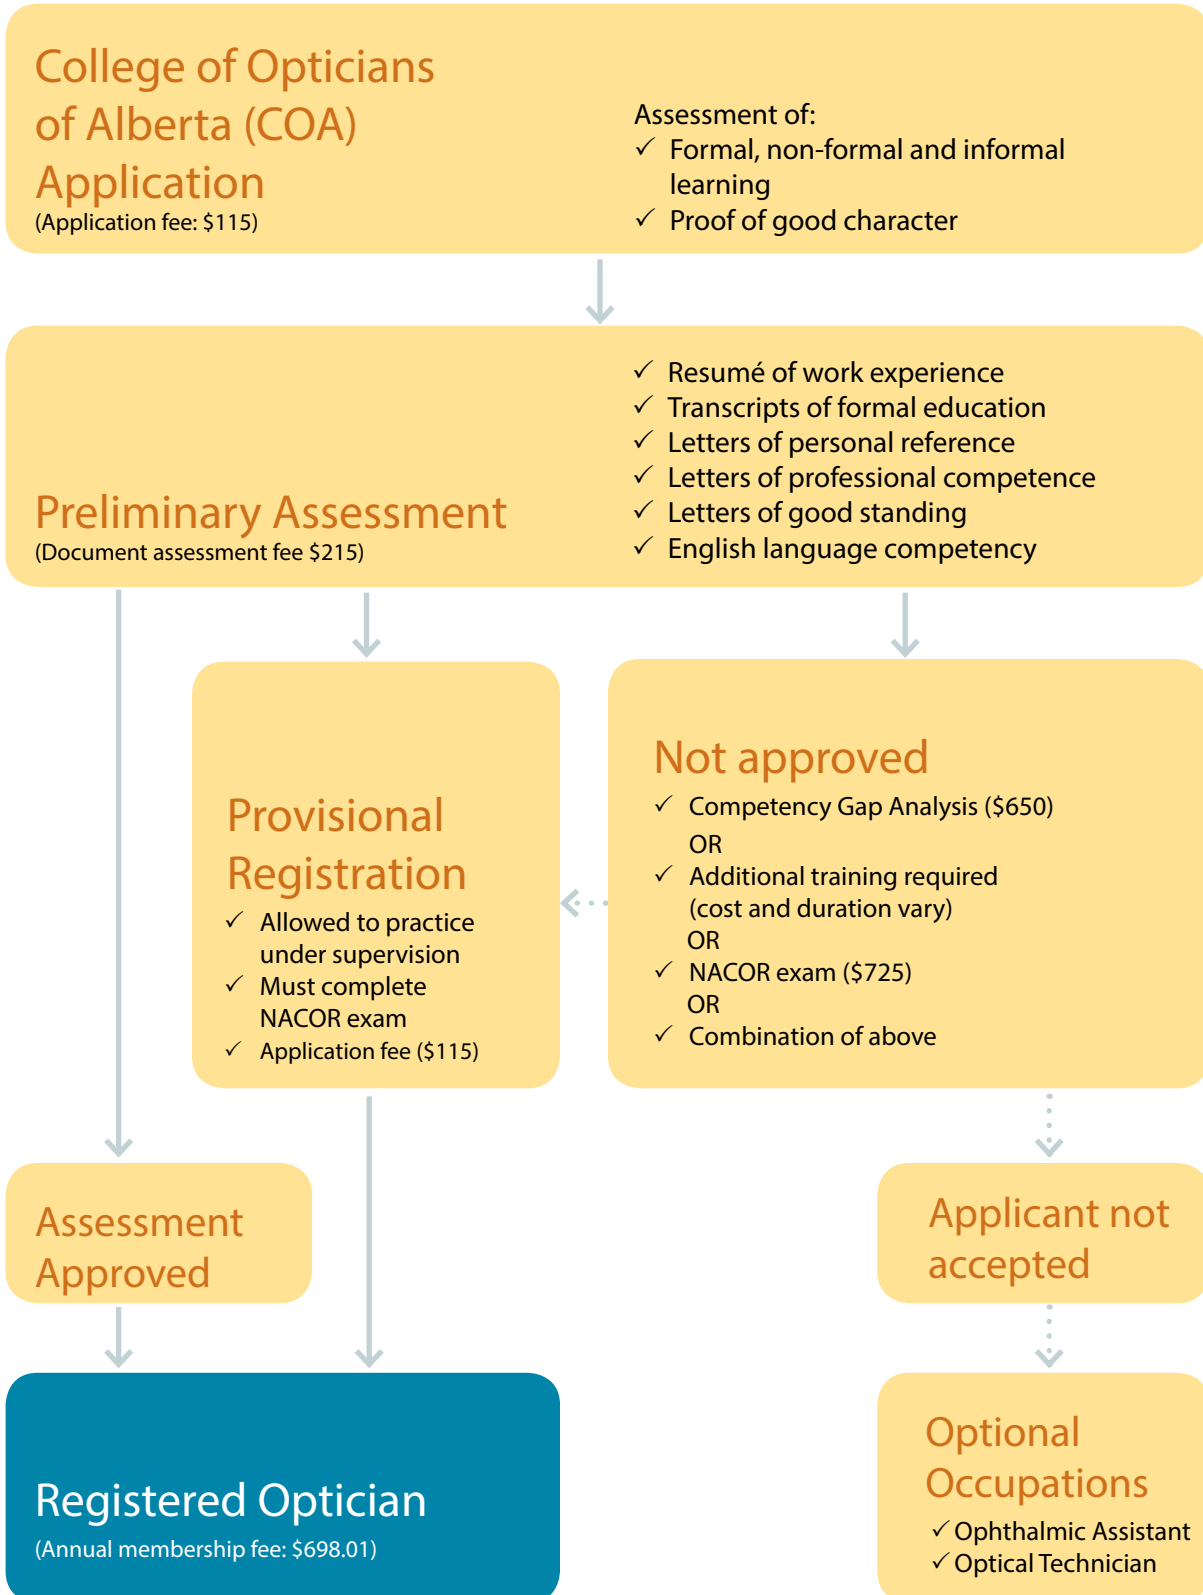 College of Opticians
of Alberta (COA)
Application
(Application fee: $115)
Assessment of:
✓ Formal, non-formal and informal
learning
✓ Proof of good character
Preliminary Assessment
(Document assessment fee $215)
✓ Resumé of work experience
✓ Transcripts of formal education
✓ Letters of personal reference
✓ Letters of professional competence
✓ Letters of good standing
✓ English language competency
Provisional
Registration
✓ Allowed to practice
under supervision
✓ Must complete
NACOR exam
✓ Application fee ($115)
Not approved
✓ Competency Gap Analysis ($650)
OR
✓ Additional training required
(cost and duration vary)
OR
✓ NACOR exam ($725)
OR
✓ Combination of above
Assessment
Approved
Applicant not
accepted
Registered Optician
(Annual membership fee: $698.01)
Optional
Occupations
✓ Ophthalmic Assistant
✓ Optical Technician